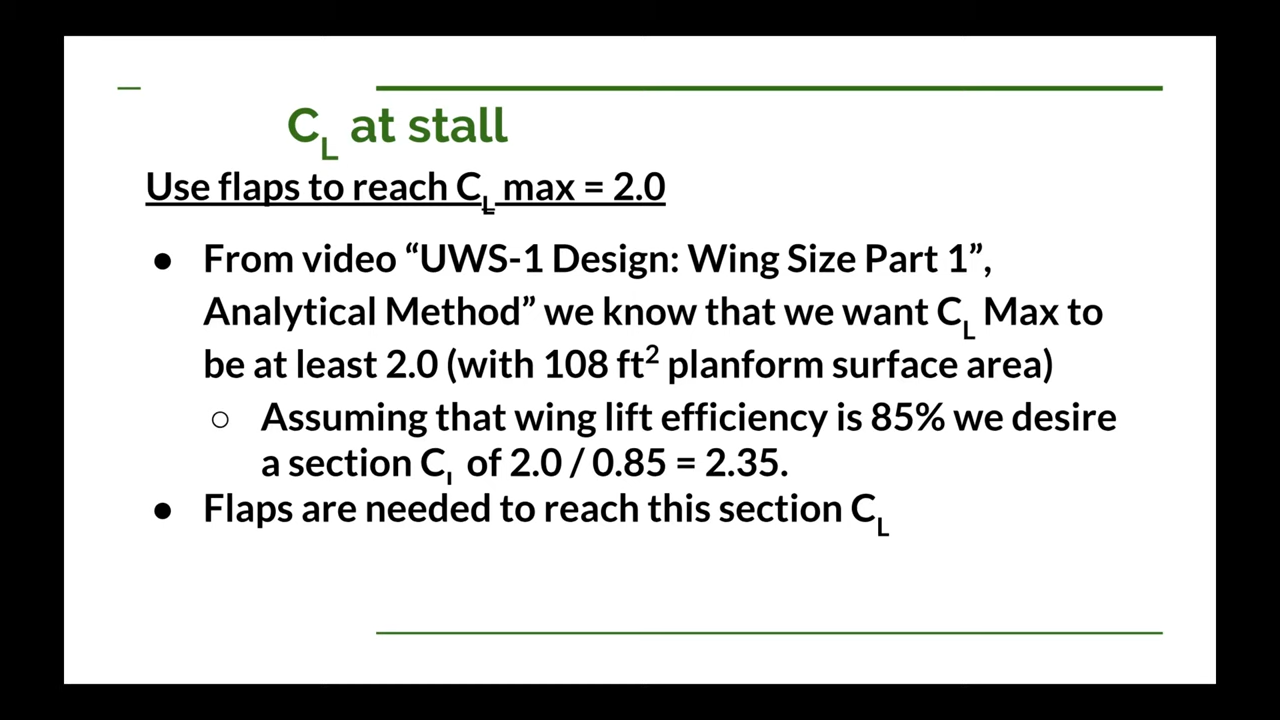 C_L at stall
Use flaps to reach C_L max = 2.0
● From video “UWS-1 Design: Wing Size Part 1”,
Analytical Method” we know that we want C_L Max to
be at least 2.0 (with 108 ft² planform surface area)
○ Assuming that wing lift efficiency is 85% we desire
a section C_l of 2.0 / 0.85 = 2.35.
● Flaps are needed to reach this section C_L